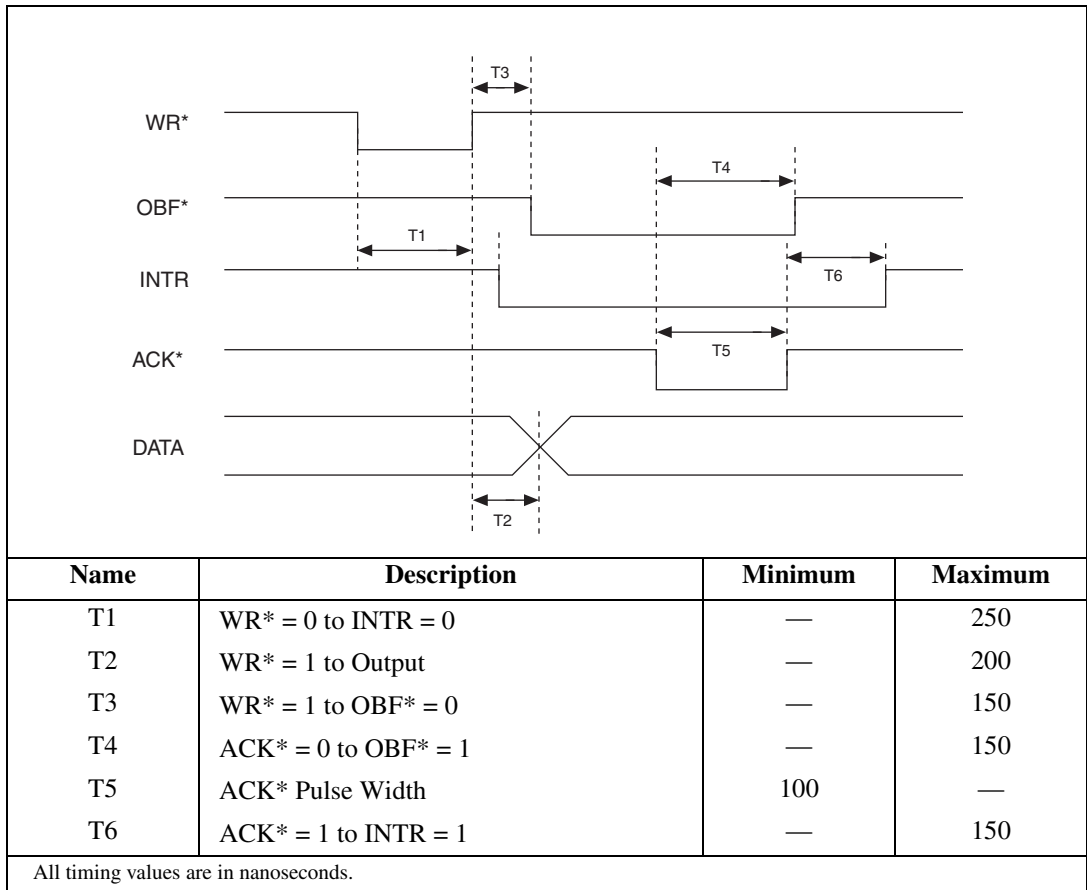 T3
WR*
T4
OBF*
T1
INTR
T6
T5
ACK*
DATA
T2
Name Description Minimum Maximum
T1 WR* = 0 to INTR = 0 — 250
T2 WR* = 1 to Output — 200
T3 WR* = 1 to OBF* = 0 — 150
T4 ACK* = 0 to OBF* = 1 — 150
T5 ACK* Pulse Width 100 —
T6 ACK* = 1 to INTR = 1 — 150
All timing values are in nanoseconds.